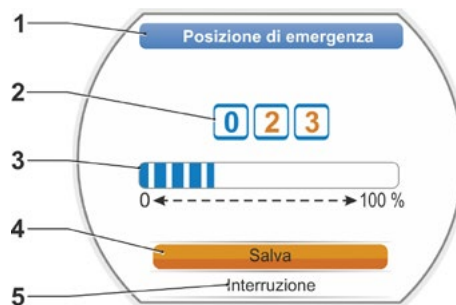 1 Posizione di emergenza
2 0 2 3
3
0 100 %
4 Salva
5 Interruzione